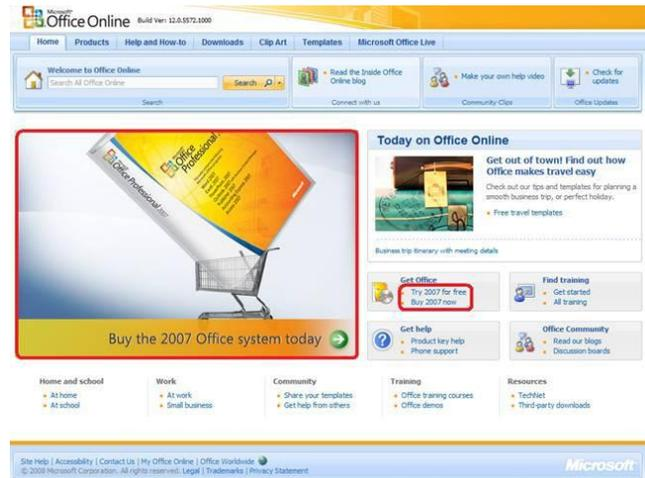 Microsoft
Office Online Build Ver: 12.0.5572.1000
Home Products Help and How-to Downloads Clip Art Templates Microsoft Office Live
Welcome to Office Online
Search All Office Online Search
Search
Read the Inside Office Online blog
Connect with us
Make your own help video
Community Clips
Check for updates
Office Updates
Office Professional 2007
Office Professional 2007
Microsoft
Buy the 2007 Office system today
Today on Office Online
Get out of town! Find out how
Office makes travel easy
Check out our tips and templates for planning a
smooth business trip, or perfect holiday.
Free travel templates
Business trip itinerary with meeting details
Get Office
Try 2007 for free
Buy 2007 now
Find training
Get started
All training
Get help
Product key help
Phone support
Office Community
Read our blogs
Discussion boards
Home and school
At home
At school
Work
At work
Small business
Community
Share your templates
Get help from others
Training
Office training courses
Office demos
Resources
TechNet
Third-party downloads
Site Help | Accessibility | Contact Us | My Office Online | Office Worldwide
© 2008 Microsoft Corporation. All rights reserved. Legal | Trademarks | Privacy Statement
Microsoft